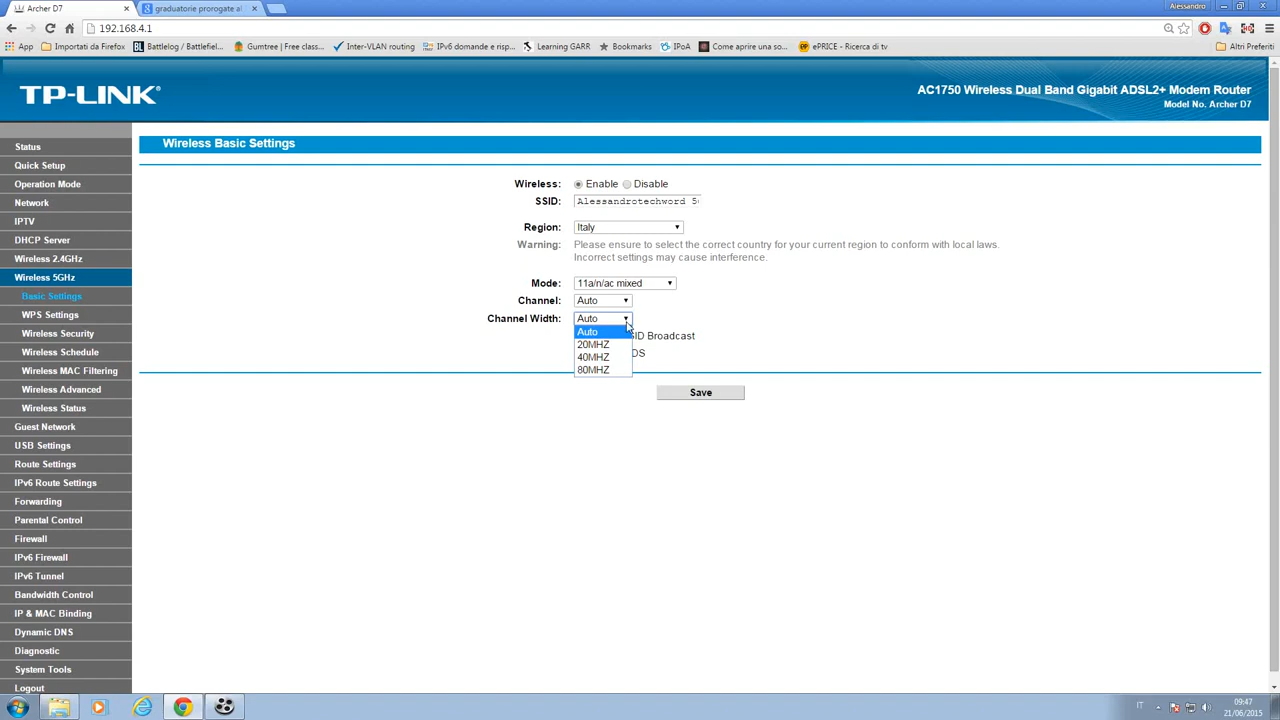 Archer D7
graduatorie prorogate al
Alessandro
192.168.4.1
App
Importati da Firefox
Battlelog / Battlefiel...
Gumtree | Free class...
Inter-VLAN routing
IPv6 domande e risp...
Learning GARR
Bookmarks
IPoA
Come aprire una so...
ePRICE - Ricerca di tv
Altri Preferiti
TP-LINK
AC1750 Wireless Dual Band Gigabit ADSL2+ Modem Router
Model No. Archer D7
Status
Quick Setup
Operation Mode
Network
IPTV
DHCP Server
Wireless 2.4GHz
Wireless 5GHz
Basic Settings
WPS Settings
Wireless Security
Wireless Schedule
Wireless MAC Filtering
Wireless Advanced
Wireless Status
Guest Network
USB Settings
Route Settings
IPv6 Route Settings
Forwarding
Parental Control
Firewall
IPv6 Firewall
IPv6 Tunnel
Bandwidth Control
IP & MAC Binding
Dynamic DNS
Diagnostic
System Tools
Logout
Wireless Basic Settings
Wireless: Enable Disable
SSID: Alessandrotechword 5
Region: Italy
Warning: Please ensure to select the correct country for your current region to conform with local laws.
Incorrect settings may cause interference.
Mode: 11a/n/ac mixed
Channel: Auto
Channel Width: Auto
Auto
20MHZ
40MHZ
80MHZ
SID Broadcast
DS
Save
IT
09:47
21/06/2015